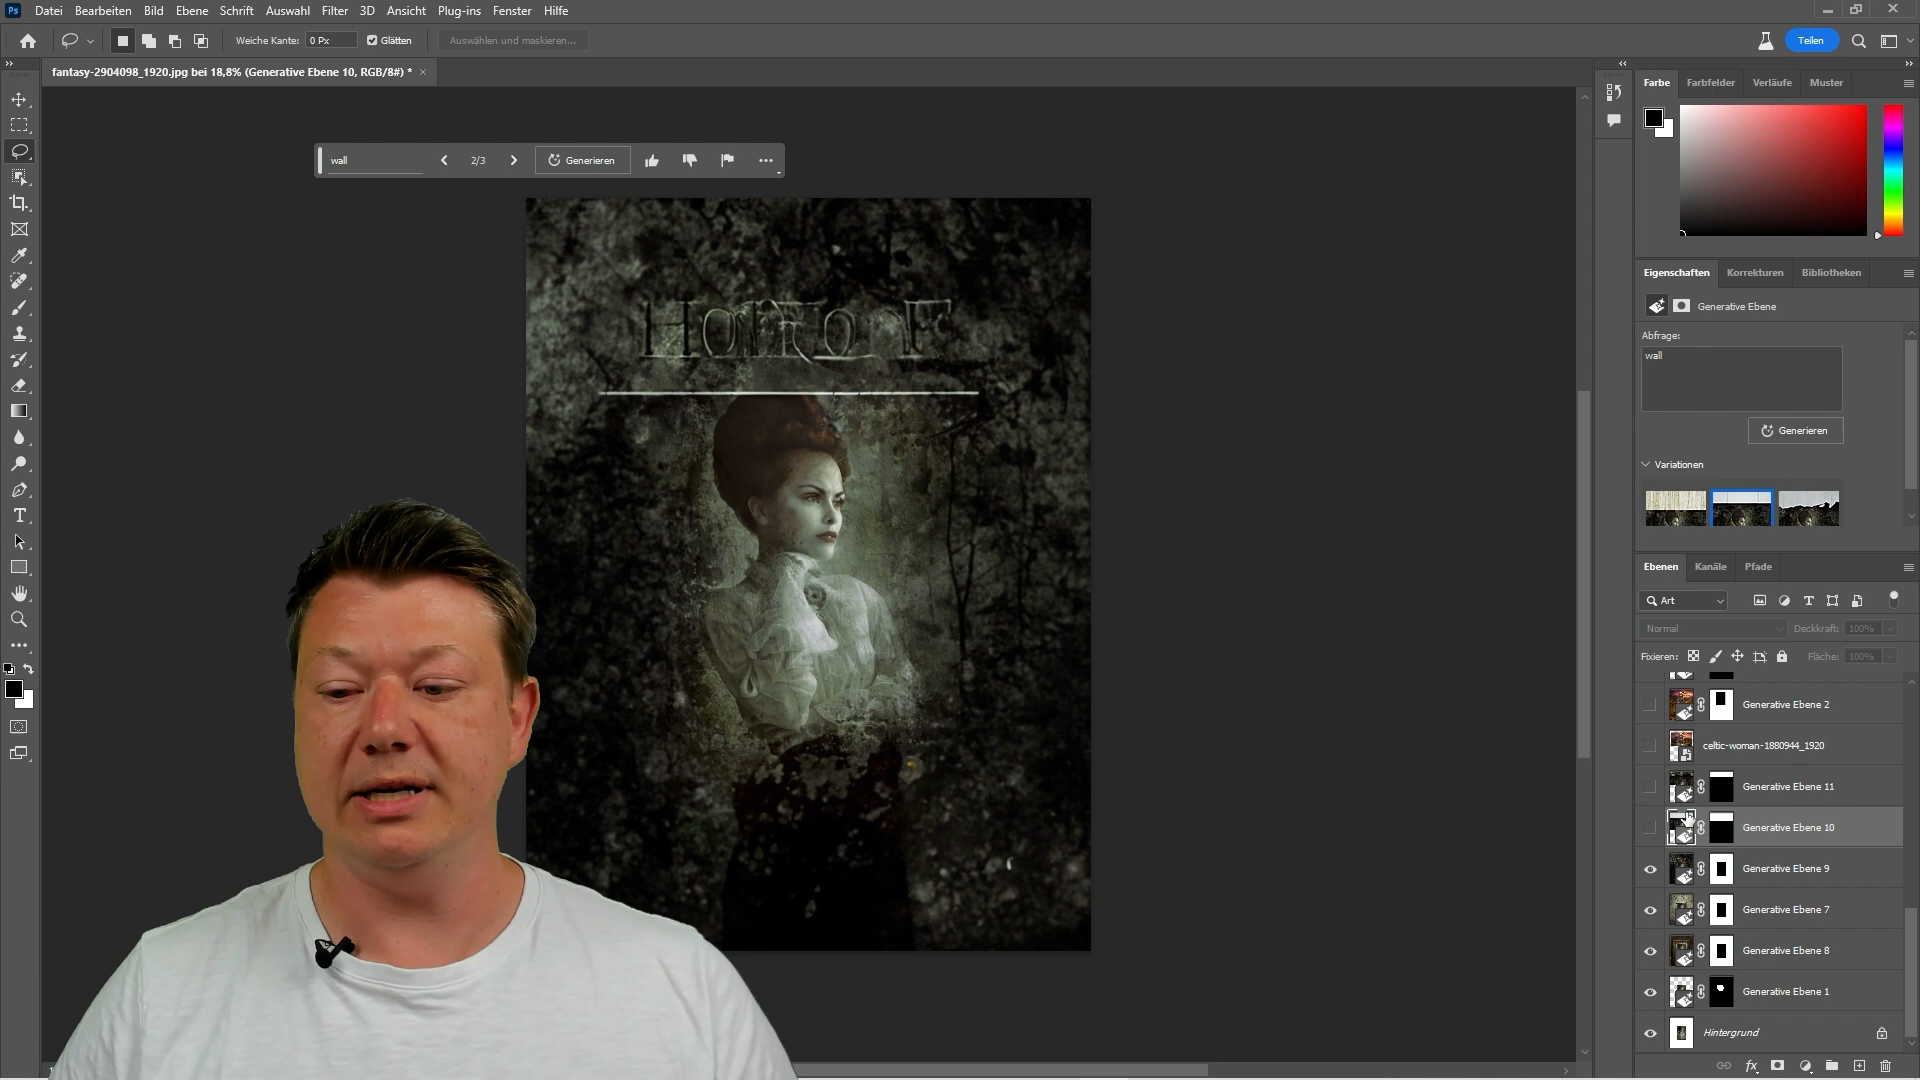 Ps Datei Bearbeiten Bild Ebene Schrift Auswahl Filter 3D Ansicht Plug-ins Fenster Hilfe
Weiche Kante: 0 Px Glätten Auswählen und maskieren... Teilen
fantasy-2904098_1920.jpg bei 18,8% (Generative Ebene 10, RGB/8#) *
Farbe Farbfelder Verläufe Muster
wall 2/3 Generieren
Eigenschaften Korrekturen Bibliotheken
Generative Ebene
Abfrage:
wall
Generieren
Variationen
Ebenen Kanäle Pfade
Art
Normal Deckkraft: 100%
Fixieren: Fläche: 100%
Generative Ebene 2
celtic-woman-1880944_1920
Generative Ebene 11
Generative Ebene 10
Generative Ebene 9
Generative Ebene 7
Generative Ebene 8
Generative Ebene 1
Hintergrund